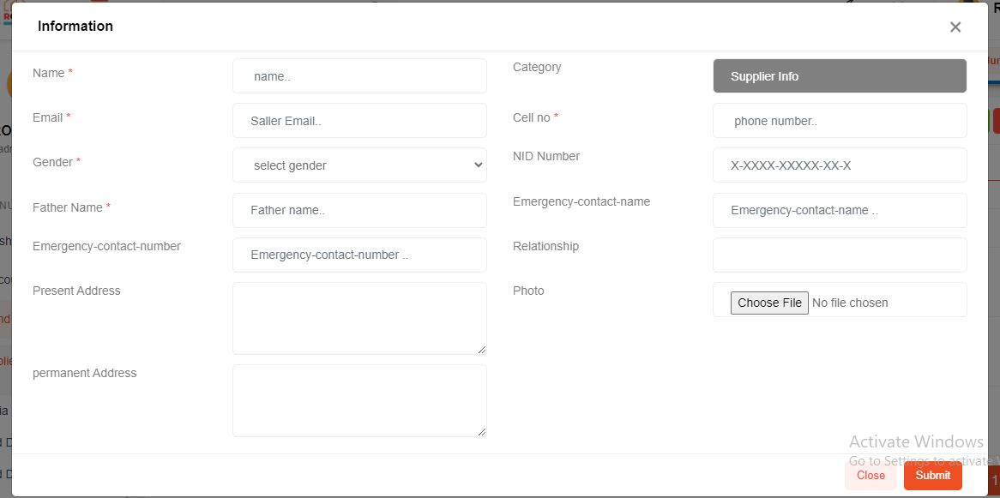 Information
×
Name *
name..
Category
Supplier Info
Email *
Saller Email..
Cell no *
phone number..
Gender *
select gender
NID Number
X-XXXX-XXXXX-XX-X
Father Name *
Father name..
Emergency-contact-name
Emergency-contact-name ..
Emergency-contact-number
Emergency-contact-number ..
Relationship
Present Address
Photo
Choose File No file chosen
permanent Address
Activate Windows
Go to Settings to activate
Close
Submit